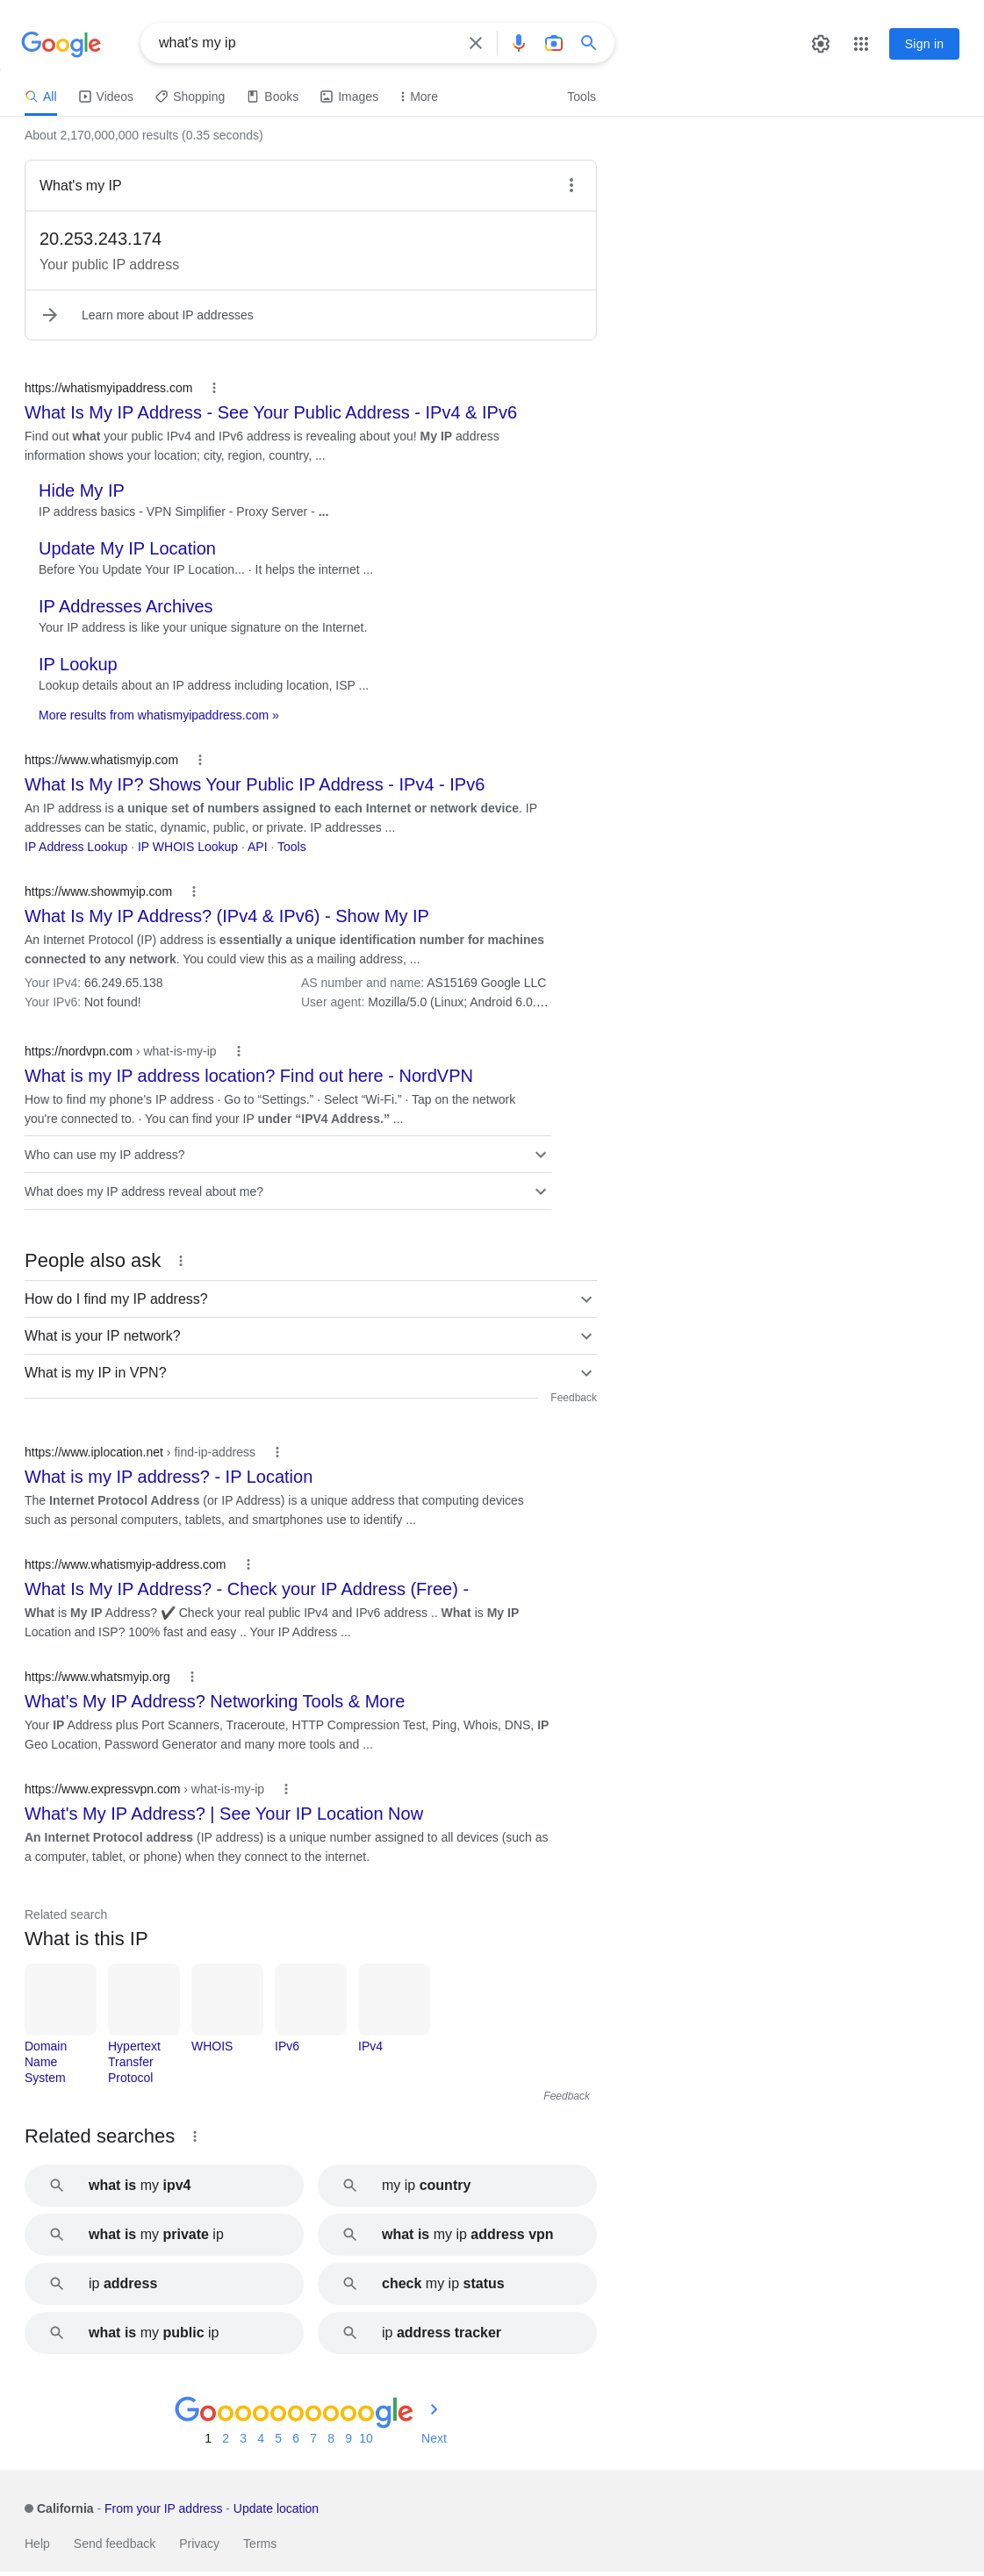 Google
what's my ip
Sign in
All
Videos
Shopping
Books
Images
More
Tools
About 2,170,000,000 results (0.35 seconds)
What's my IP
20.253.243.174
Your public IP address
Learn more about IP addresses
https://whatismyipaddress.com
What Is My IP Address - See Your Public Address - IPv4 & IPv6
Find out what your public IPv4 and IPv6 address is revealing about you! My IP address
information shows your location; city, region, country, ...
Hide My IP
IP address basics - VPN Simplifier - Proxy Server - ...
Update My IP Location
Before You Update Your IP Location... · It helps the internet ...
IP Addresses Archives
Your IP address is like your unique signature on the Internet.
IP Lookup
Lookup details about an IP address including location, ISP ...
More results from whatismyipaddress.com »
https://www.whatismyip.com
What Is My IP? Shows Your Public IP Address - IPv4 - IPv6
An IP address is a unique set of numbers assigned to each Internet or network device. IP
addresses can be static, dynamic, public, or private. IP addresses ...
IP Address Lookup · IP WHOIS Lookup · API · Tools
https://www.showmyip.com
What Is My IP Address? (IPv4 & IPv6) - Show My IP
An Internet Protocol (IP) address is essentially a unique identification number for machines
connected to any network. You could view this as a mailing address, ...
Your IPv4: 66.249.65.138
AS number and name: AS15169 Google LLC
Your IPv6: Not found!
User agent: Mozilla/5.0 (Linux; Android 6.0....
https://nordvpn.com › what-is-my-ip
What is my IP address location? Find out here - NordVPN
How to find my phone's IP address · Go to “Settings.” · Select “Wi-Fi.” · Tap on the network
you're connected to. · You can find your IP under “IPV4 Address.” ...
Who can use my IP address?
What does my IP address reveal about me?
People also ask
How do I find my IP address?
What is your IP network?
What is my IP in VPN?
Feedback
https://www.iplocation.net › find-ip-address
What is my IP address? - IP Location
The Internet Protocol Address (or IP Address) is a unique address that computing devices
such as personal computers, tablets, and smartphones use to identify ...
https://www.whatismyip-address.com
What Is My IP Address? - Check your IP Address (Free) -
What is My IP Address? ✔ Check your real public IPv4 and IPv6 address .. What is My IP
Location and ISP? 100% fast and easy .. Your IP Address ...
https://www.whatsmyip.org
What's My IP Address? Networking Tools & More
Your IP Address plus Port Scanners, Traceroute, HTTP Compression Test, Ping, Whois, DNS, IP
Geo Location, Password Generator and many more tools and ...
https://www.expressvpn.com › what-is-my-ip
What's My IP Address? | See Your IP Location Now
An Internet Protocol address (IP address) is a unique number assigned to all devices (such as
a computer, tablet, or phone) when they connect to the internet.
Related search
What is this IP
Domain
Name
System
Hypertext
Transfer
Protocol
WHOIS
IPv6
IPv4
Feedback
Related searches
what is my ipv4
my ip country
what is my private ip
what is my ip address vpn
ip address
check my ip status
what is my public ip
ip address tracker
Goooooooooogle
1 2 3 4 5 6 7 8 9 10 Next
California - From your IP address - Update location
Help
Send feedback
Privacy
Terms